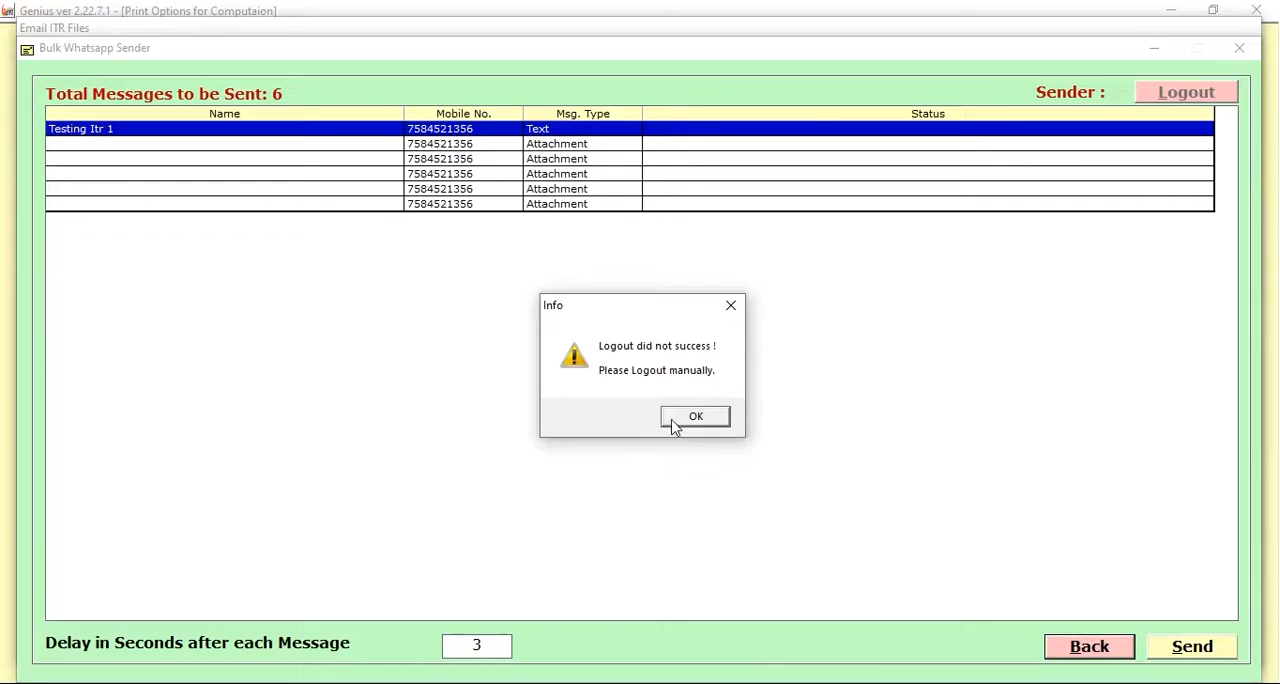 Genius ver 2.22.7.1 - [Print Options for Computaion]
Email ITR Files
Bulk Whatsapp Sender
Total Messages to be Sent: 6
Sender :
Logout
Name Mobile No. Msg. Type Status
Testing Itr 1 7584521356 Text
7584521356 Attachment
7584521356 Attachment
7584521356 Attachment
7584521356 Attachment
7584521356 Attachment
Info
Logout did not success !
Please Logout manually.
OK
Delay in Seconds after each Message 3
Back Send